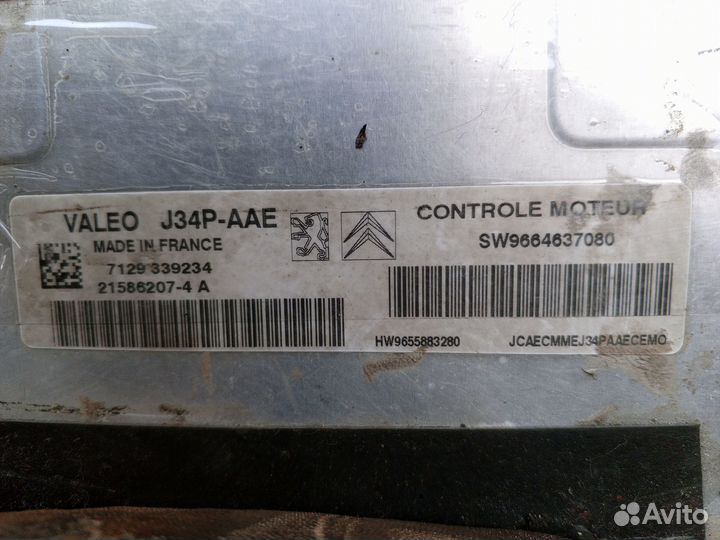 VALEO J34P-AAE
MADE IN FRANCE
7129 339234
21586207-4 A
CONTROLE MOTEUR
SW9664637080
HW9655883280
JCAECMMEJ34PAAECEMO
Avito